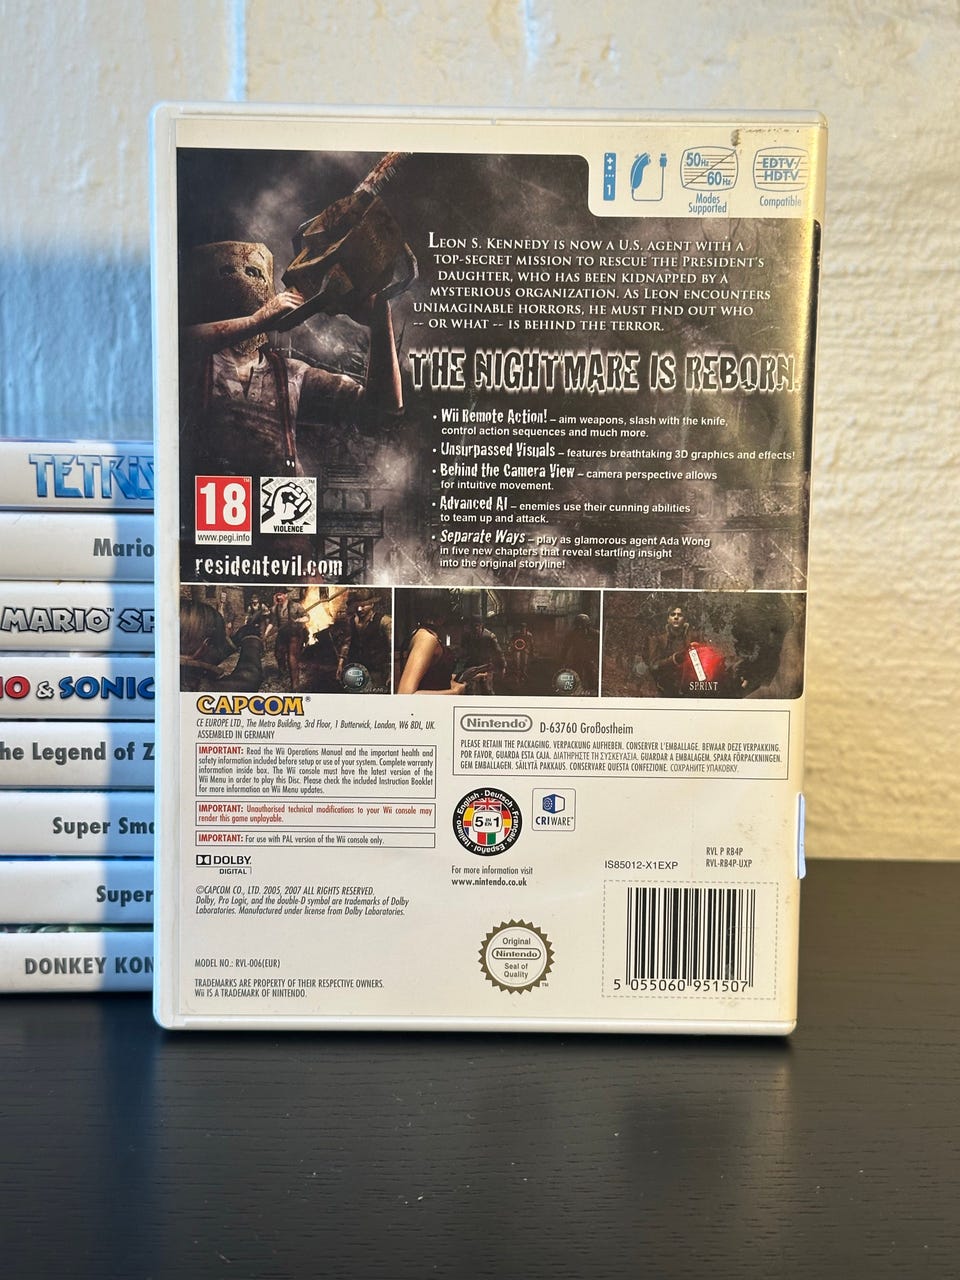 50Hz
60Hz
Modes
Supported
EDTV/
HDTV
Compatible
1
LEON S. KENNEDY IS NOW A U.S. AGENT WITH A
TOP-SECRET MISSION TO RESCUE THE PRESIDENT'S
DAUGHTER, WHO HAS BEEN KIDNAPPED BY A
MYSTERIOUS ORGANIZATION. AS LEON ENCOUNTERS
UNIMAGINABLE HORRORS, HE MUST FIND OUT WHO
-- OR WHAT -- IS BEHIND THE TERROR.
THE NIGHTMARE IS REBORN.
• Wii Remote Action! – aim weapons, slash with the knife,
control action sequences and much more.
• Unsurpassed Visuals – features breathtaking 3D graphics and effects!
• Behind the Camera View – camera perspective allows
for intuitive movement.
• Advanced AI – enemies use their cunning abilities
to team up and attack.
• Separate Ways – play as glamorous agent Ada Wong
in five new chapters that reveal startling insight
into the original storyline!
18™
www.pegi.info
™
VIOLENCE
residentevil.com
SPRINT
CAPCOM®
CE EUROPE LTD., The Metro Building, 3rd Floor, 1 Butterwick, London, W6 8DL, UK.
ASSEMBLED IN GERMANY
IMPORTANT: Read the Wii Operations Manual and the important health and
safety information included before setup or use of your system. Complete warranty
information inside box. The Wii console must have the latest version of the
Wii Menu in order to play this Disc. Please check the included Instruction Booklet
for more information on Wii Menu updates.
IMPORTANT: Unauthorised technical modifications to your Wii console may
render this game unplayable.
IMPORTANT: For use with PAL version of the Wii console only.
DOLBY
DIGITAL
©CAPCOM CO., LTD. 2005, 2007 ALL RIGHTS RESERVED.
Dolby, Pro Logic, and the double-D symbol are trademarks of Dolby
Laboratories. Manufactured under license from Dolby Laboratories.
MODEL NO.: RVL-006(EUR)
TRADEMARKS ARE PROPERTY OF THEIR RESPECTIVE OWNERS.
Wii IS A TRADEMARK OF NINTENDO.
Nintendo® D-63760 Großostheim
PLEASE RETAIN THE PACKAGING. VERPACKUNG AUFHEBEN. CONSERVER L'EMBALLAGE. BEWAAR DEZE VERPAKKING.
POR FAVOR, GUARDA ESTA CAJA. ΔΙΑΤΗΡΗΣΤΕ ΤΗ ΣΥΣΚΕΥΑΣΙΑ. GUARDAR A EMBALAGEM. SPARA FÖRPACKNINGEN.
GEM EMBALLAGEN. SÄILYTÄ PAKKAUS. CONSERVARE QUESTA CONFEZIONE. СОХРАНИТЕ УПАКОВКУ.
English · Deutsch · Français · Español · Italiano
5 IN EN 1
CRIWARE™
For more information visit
www.nintendo.co.uk
Original
Nintendo
Seal of
Quality
™
IS85012-X1EXP
RVL P RB4P
RVL-RB4P-UXP
5 055060 951507
TETRIS
Mario
MARIO™ SP
IO & SONIC
he Legend of Z
Super Sma
Super
DONKEY KON